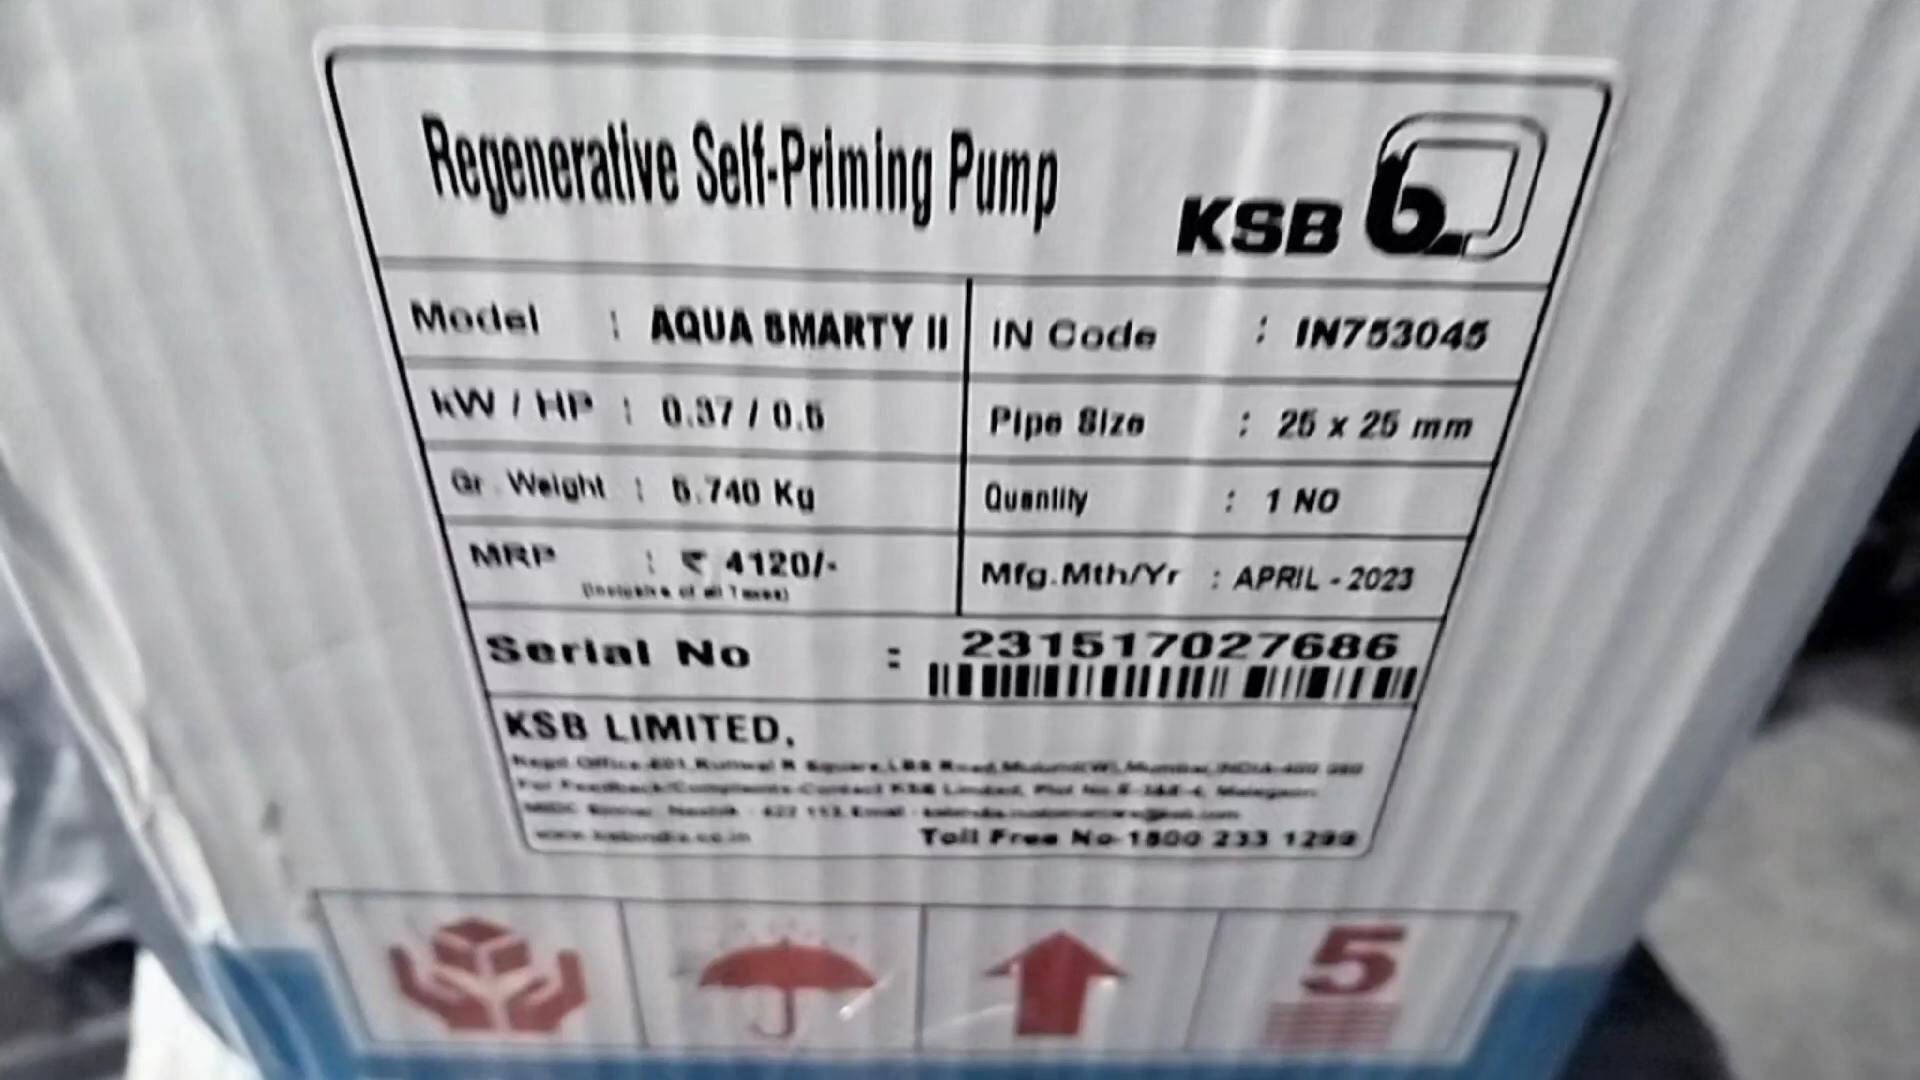 Regenerative Self-Priming Pump
KSB
Model : AQUA SMARTY II
IN Code : IN753045
kW / HP : 0.37 / 0.5
Pipe Size : 25 x 25 mm
Gr. Weight : 5.740 Kg
Quantity : 1 NO
MRP : ₹ 4120/-
(Inclusive of all Taxes)
Mfg.Mth/Yr : APRIL - 2023
Serial No : 231517027686
KSB LIMITED.
Toll Free No-1800 233 1299
5